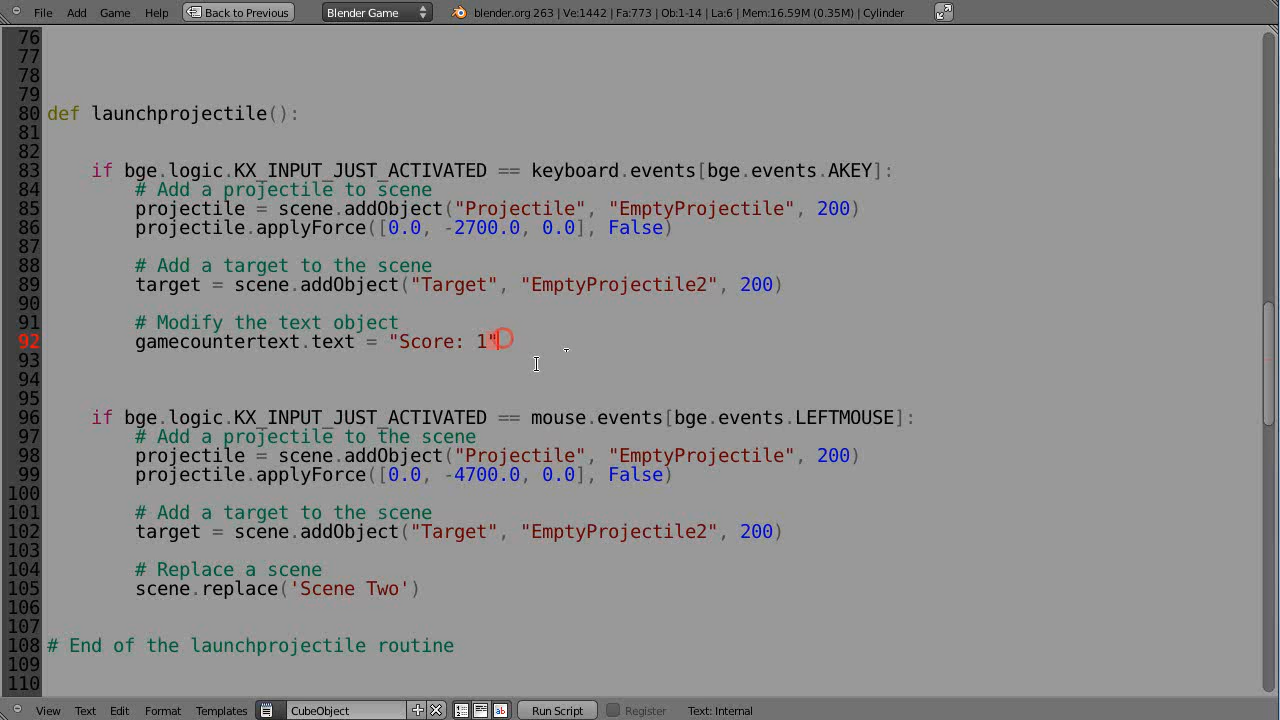 File Add Game Help Back to Previous Blender Game blender.org 263 | Ve:1442 | Fa:773 | Ob:1-14 | La:6 | Mem:16.59M (0.35M) | Cylinder
76
77
78
79
80 def launchprojectile():
81
82
83 if bge.logic.KX_INPUT_JUST_ACTIVATED == keyboard.events[bge.events.AKEY]:
84 # Add a projectile to scene
85 projectile = scene.addObject("Projectile", "EmptyProjectile", 200)
86 projectile.applyForce([0.0, -2700.0, 0.0], False)
87
88 # Add a target to the scene
89 target = scene.addObject("Target", "EmptyProjectile2", 200)
90
91 # Modify the text object
92 gamecountertext.text = "Score: 1"
93
94
95
96 if bge.logic.KX_INPUT_JUST_ACTIVATED == mouse.events[bge.events.LEFTMOUSE]:
97 # Add a projectile to the scene
98 projectile = scene.addObject("Projectile", "EmptyProjectile", 200)
99 projectile.applyForce([0.0, -4700.0, 0.0], False)
100
101 # Add a target to the scene
102 target = scene.addObject("Target", "EmptyProjectile2", 200)
103
104 # Replace a scene
105 scene.replace('Scene Two')
106
107
108 # End of the launchprojectile routine
109
110
View Text Edit Format Templates CubeObject Run Script Register Text: Internal